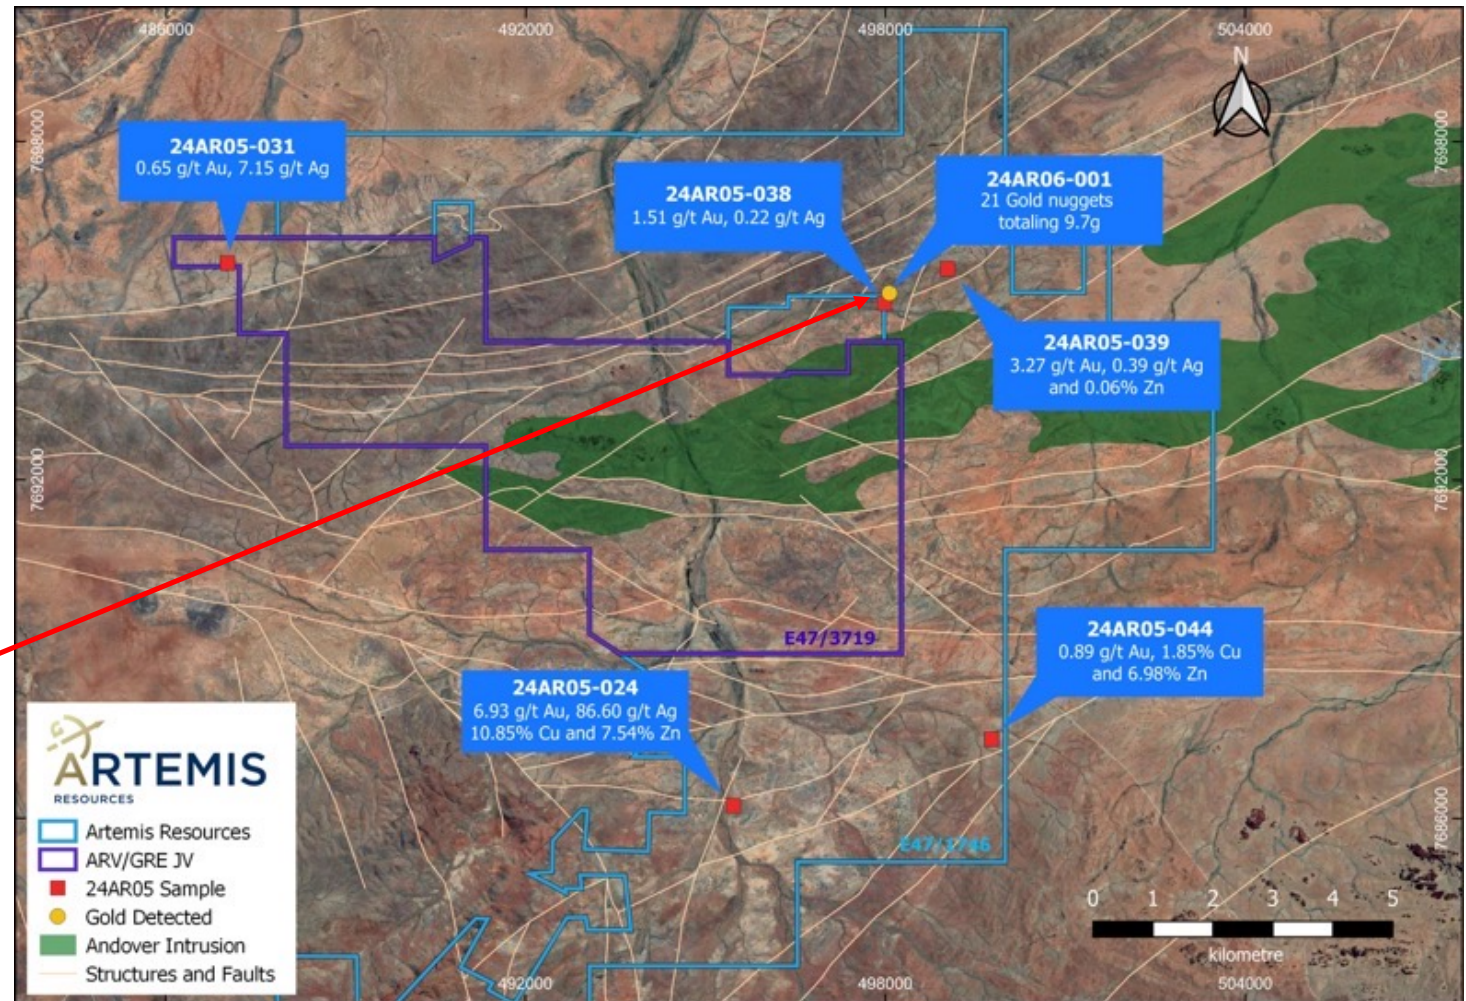 486000
492000
498000
504000
N
7698000
7698000
24AR05-031
0.65 g/t Au, 7.15 g/t Ag
24AR05-038
1.51 g/t Au, 0.22 g/t Ag
24AR06-001
21 Gold nuggets
totaling 9.7g
24AR05-039
3.27 g/t Au, 0.39 g/t Ag
and 0.06% Zn
7692000
7692000
E47/3719
24AR05-044
0.89 g/t Au, 1.85% Cu
and 6.98% Zn
24AR05-024
6.93 g/t Au, 86.60 g/t Ag
10.85% Cu and 7.54% Zn
E47/1746
7686000
ARTEMIS
RESOURCES
Artemis Resources
ARV/GRE JV
24AR05 Sample
Gold Detected
Andover Intrusion
Structures and Faults
0 1 2 3 4 5
kilometre
492000
498000
504000